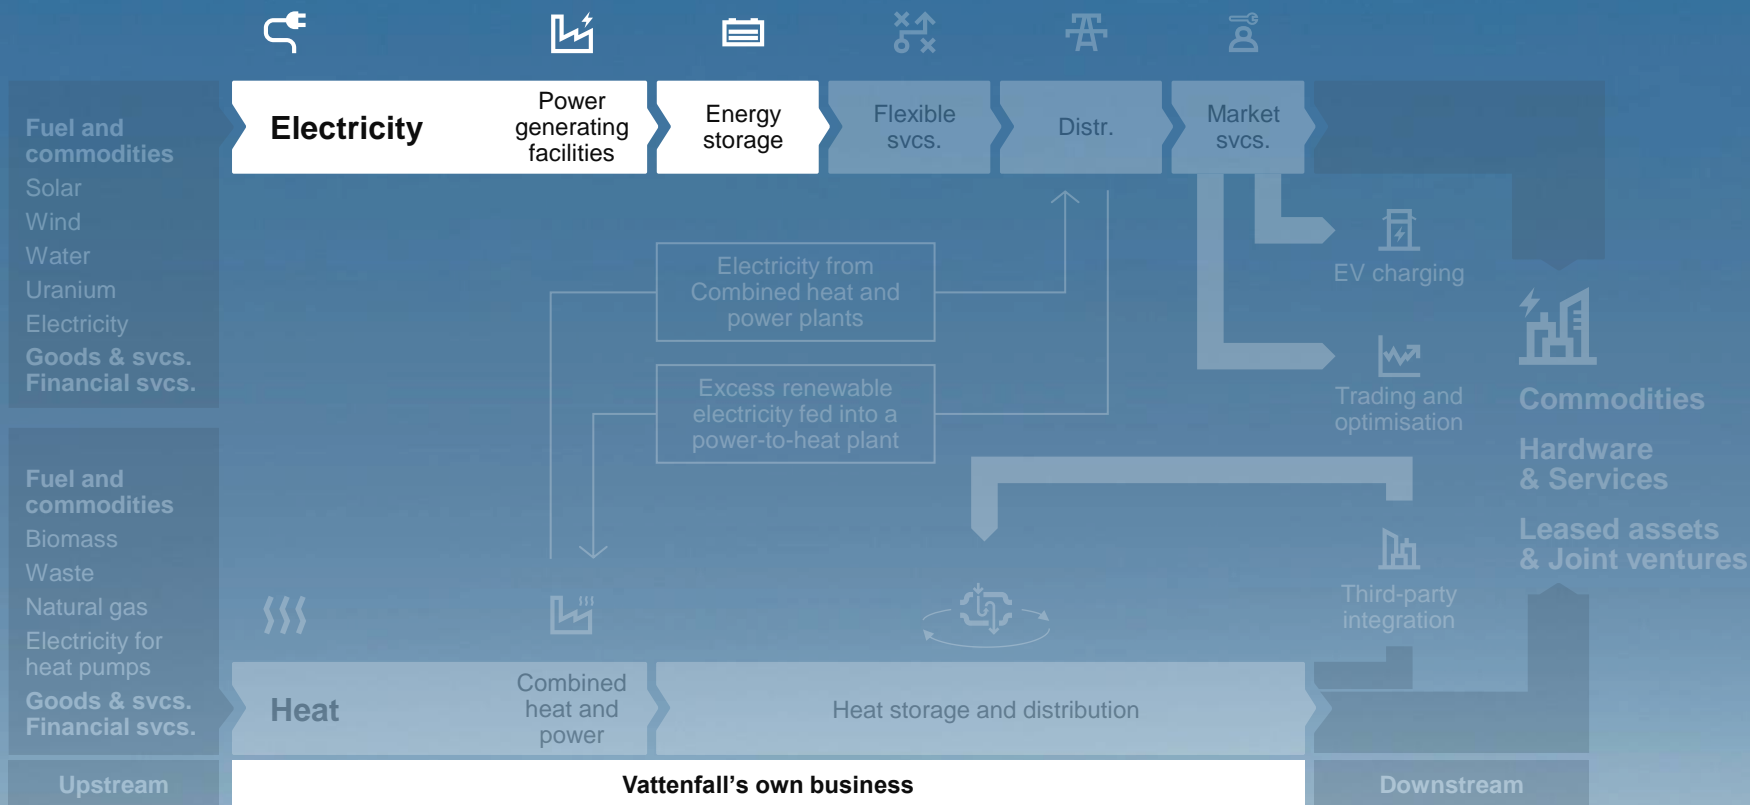 Fuel and
commodities
Solar
Wind
Water
Uranium
Electricity
Goods & svcs.
Financial svcs.
Electricity
Power
generating
facilities
Energy
storage
Flexible
svcs.
Distr.
Market
svcs.
Electricity from
Combined heat and
power plants
Excess renewable
electricity fed into a
power-to-heat plant
EV charging
Trading and
optimisation
Third-party
integration
Commodities
Hardware
& Services
Leased assets
& Joint ventures
Fuel and
commodities
Biomass
Waste
Natural gas
Electricity for
heat pumps
Goods & svcs.
Financial svcs.
Heat
Combined
heat and
power
Heat storage and distribution
Upstream
Vattenfall's own business
Downstream